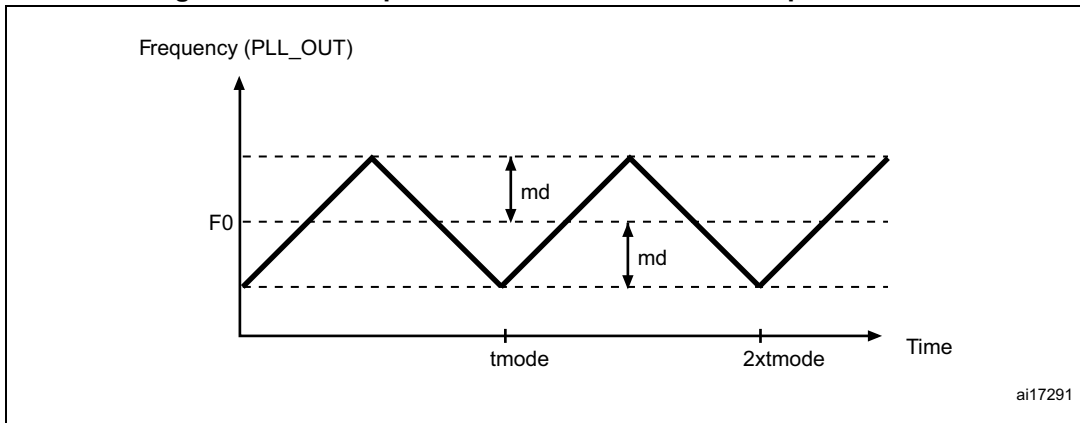 Frequency (PLL_OUT)
md
F0
md
tmode
2xtmode
Time
ai17291